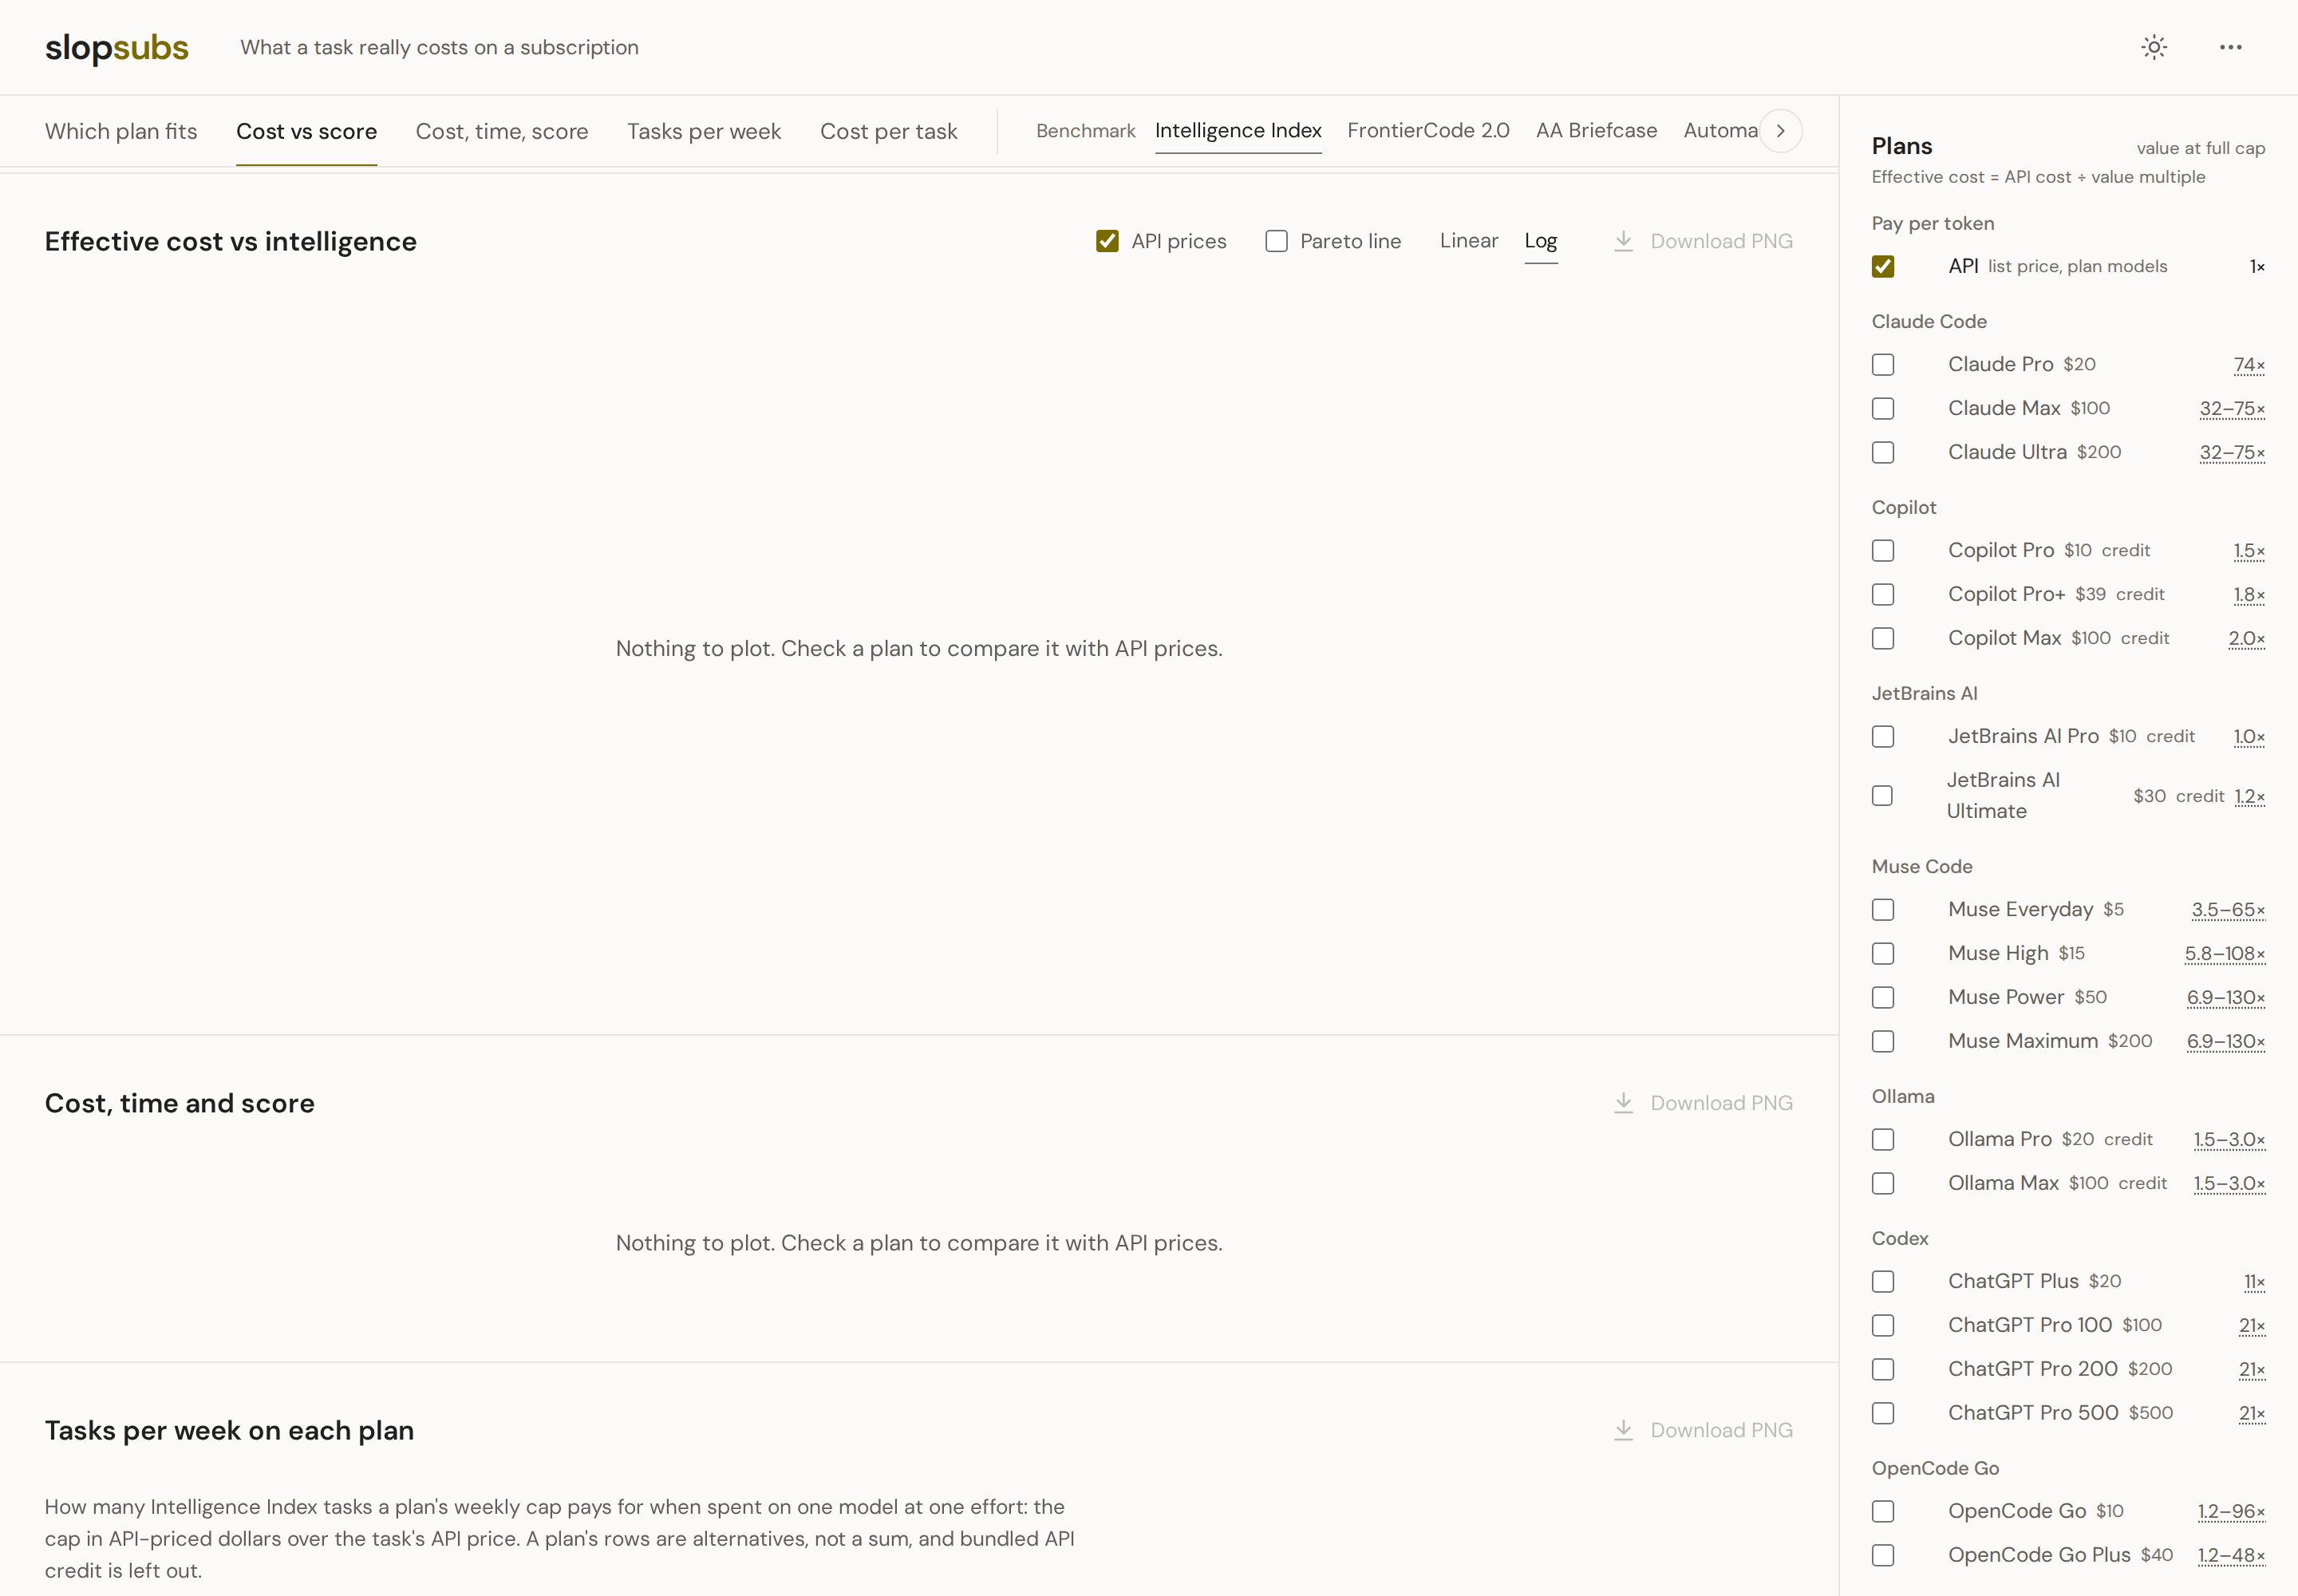 slopsubs
What a task really costs on a subscription
Which plan fits
Cost vs score
Cost, time, score
Tasks per week
Cost per task
Benchmark
Intelligence Index
FrontierCode 2.0
AA Briefcase
Automa
Effective cost vs intelligence
API prices
Pareto line
Linear
Log
Download PNG
Nothing to plot. Check a plan to compare it with API prices.
Cost, time and score
Download PNG
Nothing to plot. Check a plan to compare it with API prices.
Tasks per week on each plan
Download PNG
How many Intelligence Index tasks a plan's weekly cap pays for when spent on one model at one effort: the
cap in API-priced dollars over the task's API price. A plan's rows are alternatives, not a sum, and bundled API
credit is left out.
Plans value at full cap
Effective cost = API cost ÷ value multiple
Pay per token
API list price, plan models 1×
Claude Code
Claude Pro $20 74×
Claude Max $100 32–75×
Claude Ultra $200 32–75×
Copilot
Copilot Pro $10 credit 1.5×
Copilot Pro+ $39 credit 1.8×
Copilot Max $100 credit 2.0×
JetBrains AI
JetBrains AI Pro $10 credit 1.0×
JetBrains AI
Ultimate $30 credit 1.2×
Muse Code
Muse Everyday $5 3.5–65×
Muse High $15 5.8–108×
Muse Power $50 6.9–130×
Muse Maximum $200 6.9–130×
Ollama
Ollama Pro $20 credit 1.5–3.0×
Ollama Max $100 credit 1.5–3.0×
Codex
ChatGPT Plus $20 11×
ChatGPT Pro 100 $100 21×
ChatGPT Pro 200 $200 21×
ChatGPT Pro 500 $500 21×
OpenCode Go
OpenCode Go $10 1.2–96×
OpenCode Go Plus $40 1.2–48×